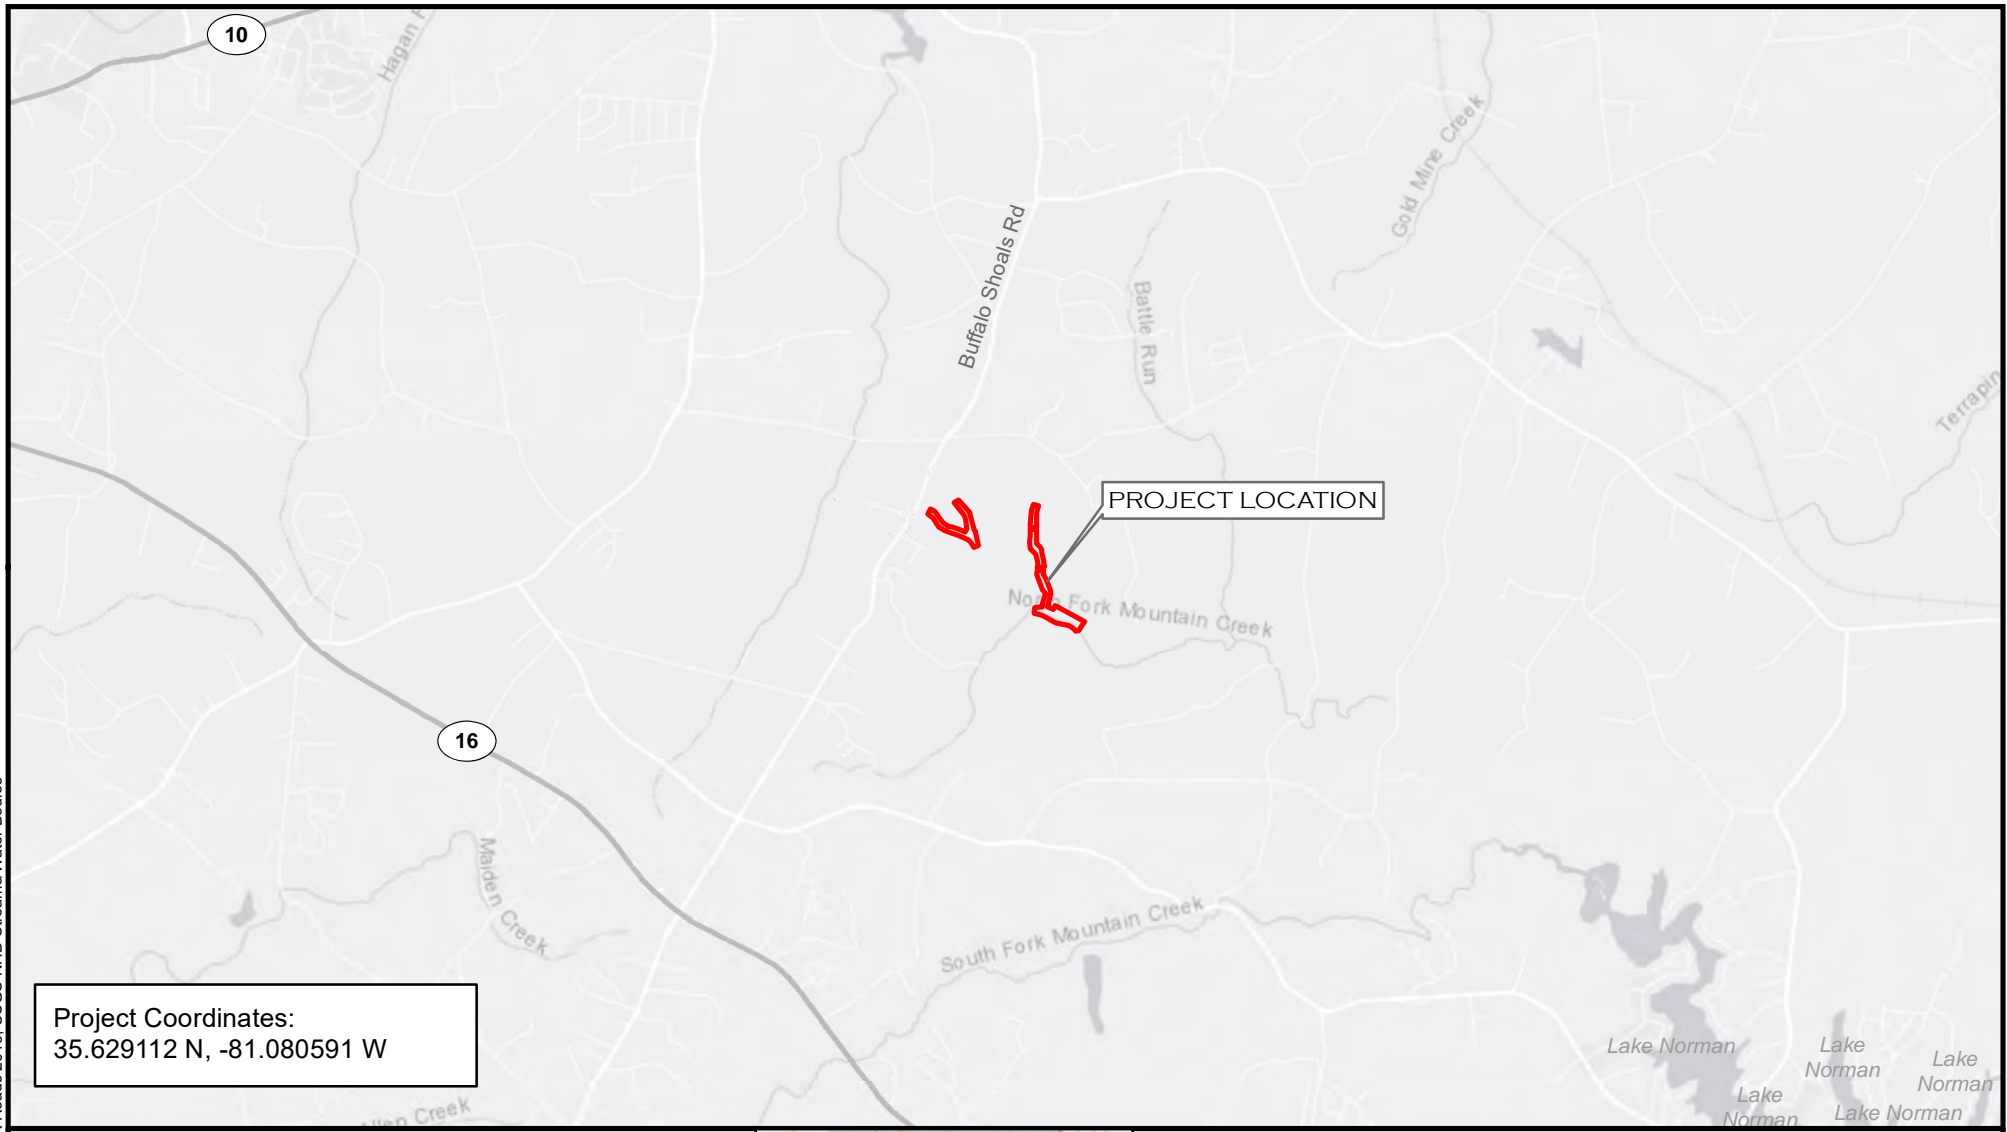 10
Hagan
Gold Mine Creek
Buffalo Shoals Rd
Battle Run
Terrapin
PROJECT LOCATION
North Fork Mountain Creek
16
Maiden Creek
South Fork Mountain Creek
Project Coordinates:
35.629112 N, -81.080591 W
Lake Norman
Lake
Norman
Lake
Norman
Lake
Norman
Lake Norman
Creek